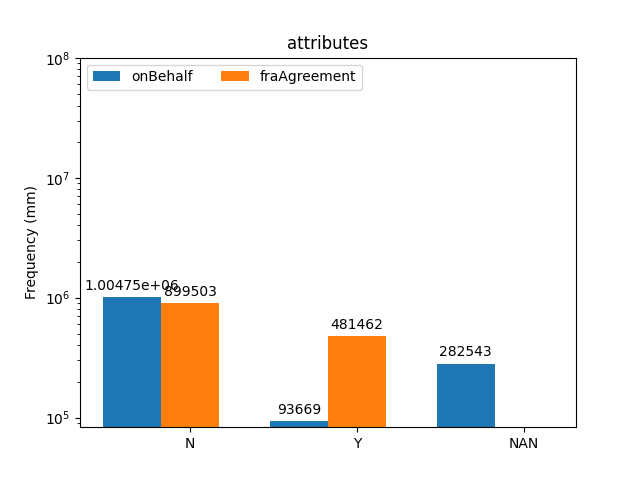 attributes
onBehalf fraAgreement
Frequency (mm)
10^8
10^7
10^6
10^5
1.00475e+06
899503
93669
481462
282543
N Y NAN